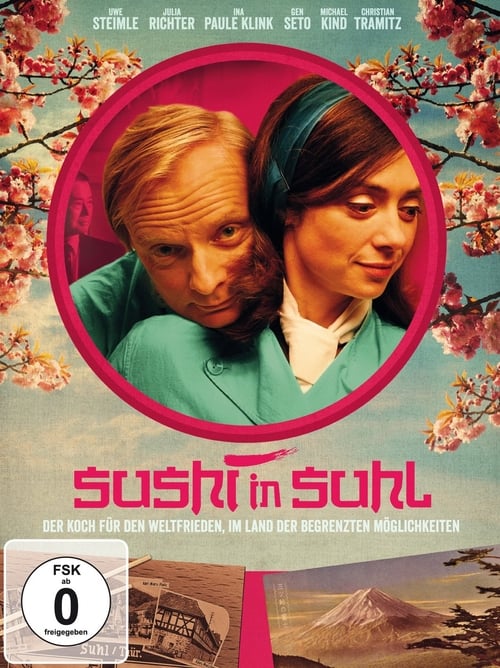 UWE STEIMLE
JULIA RICHTER
INA PAULE KLINK
GEN SETO
MICHAEL KIND
CHRISTIAN TRAMITZ
sushi in suhl
DER KOCH FÜR DEN WELTFRIEDEN, IM LAND DER BEGRENZTEN MÖGLICHKEITEN
FSK
ab
0
freigegeben
Suhl/Thür.